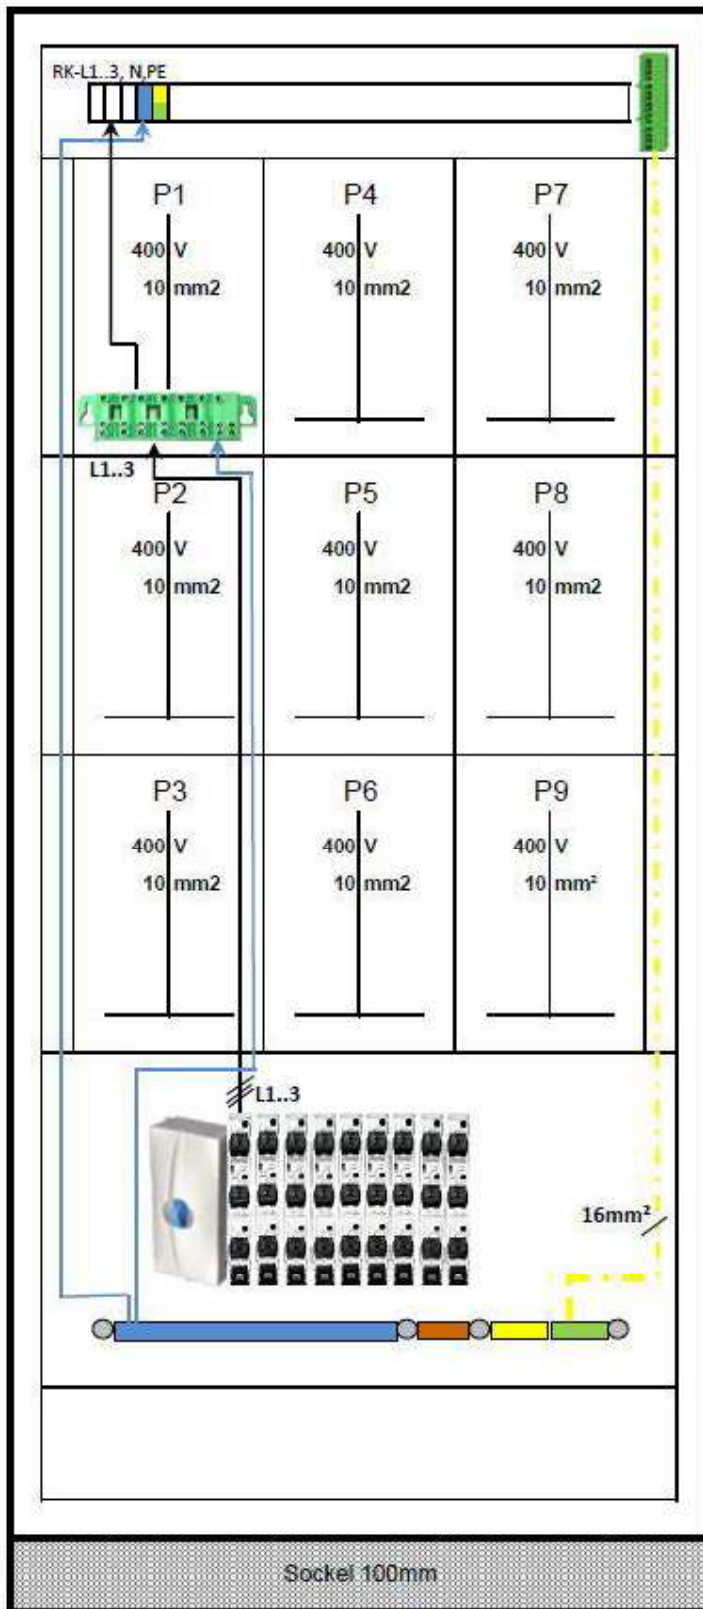 RK-L1..3, N,PE
P1
400 V
10 mm2
P4
400 V
10 mm2
P7
400 V
10 mm2
L1..3
P2
400 V
10 mm2
P5
400 V
10 mm2
P8
400 V
10 mm2
P3
400 V
10 mm2
P6
400 V
10 mm2
P9
400 V
10 mm²
L1..3
16mm²
Sockel 100mm